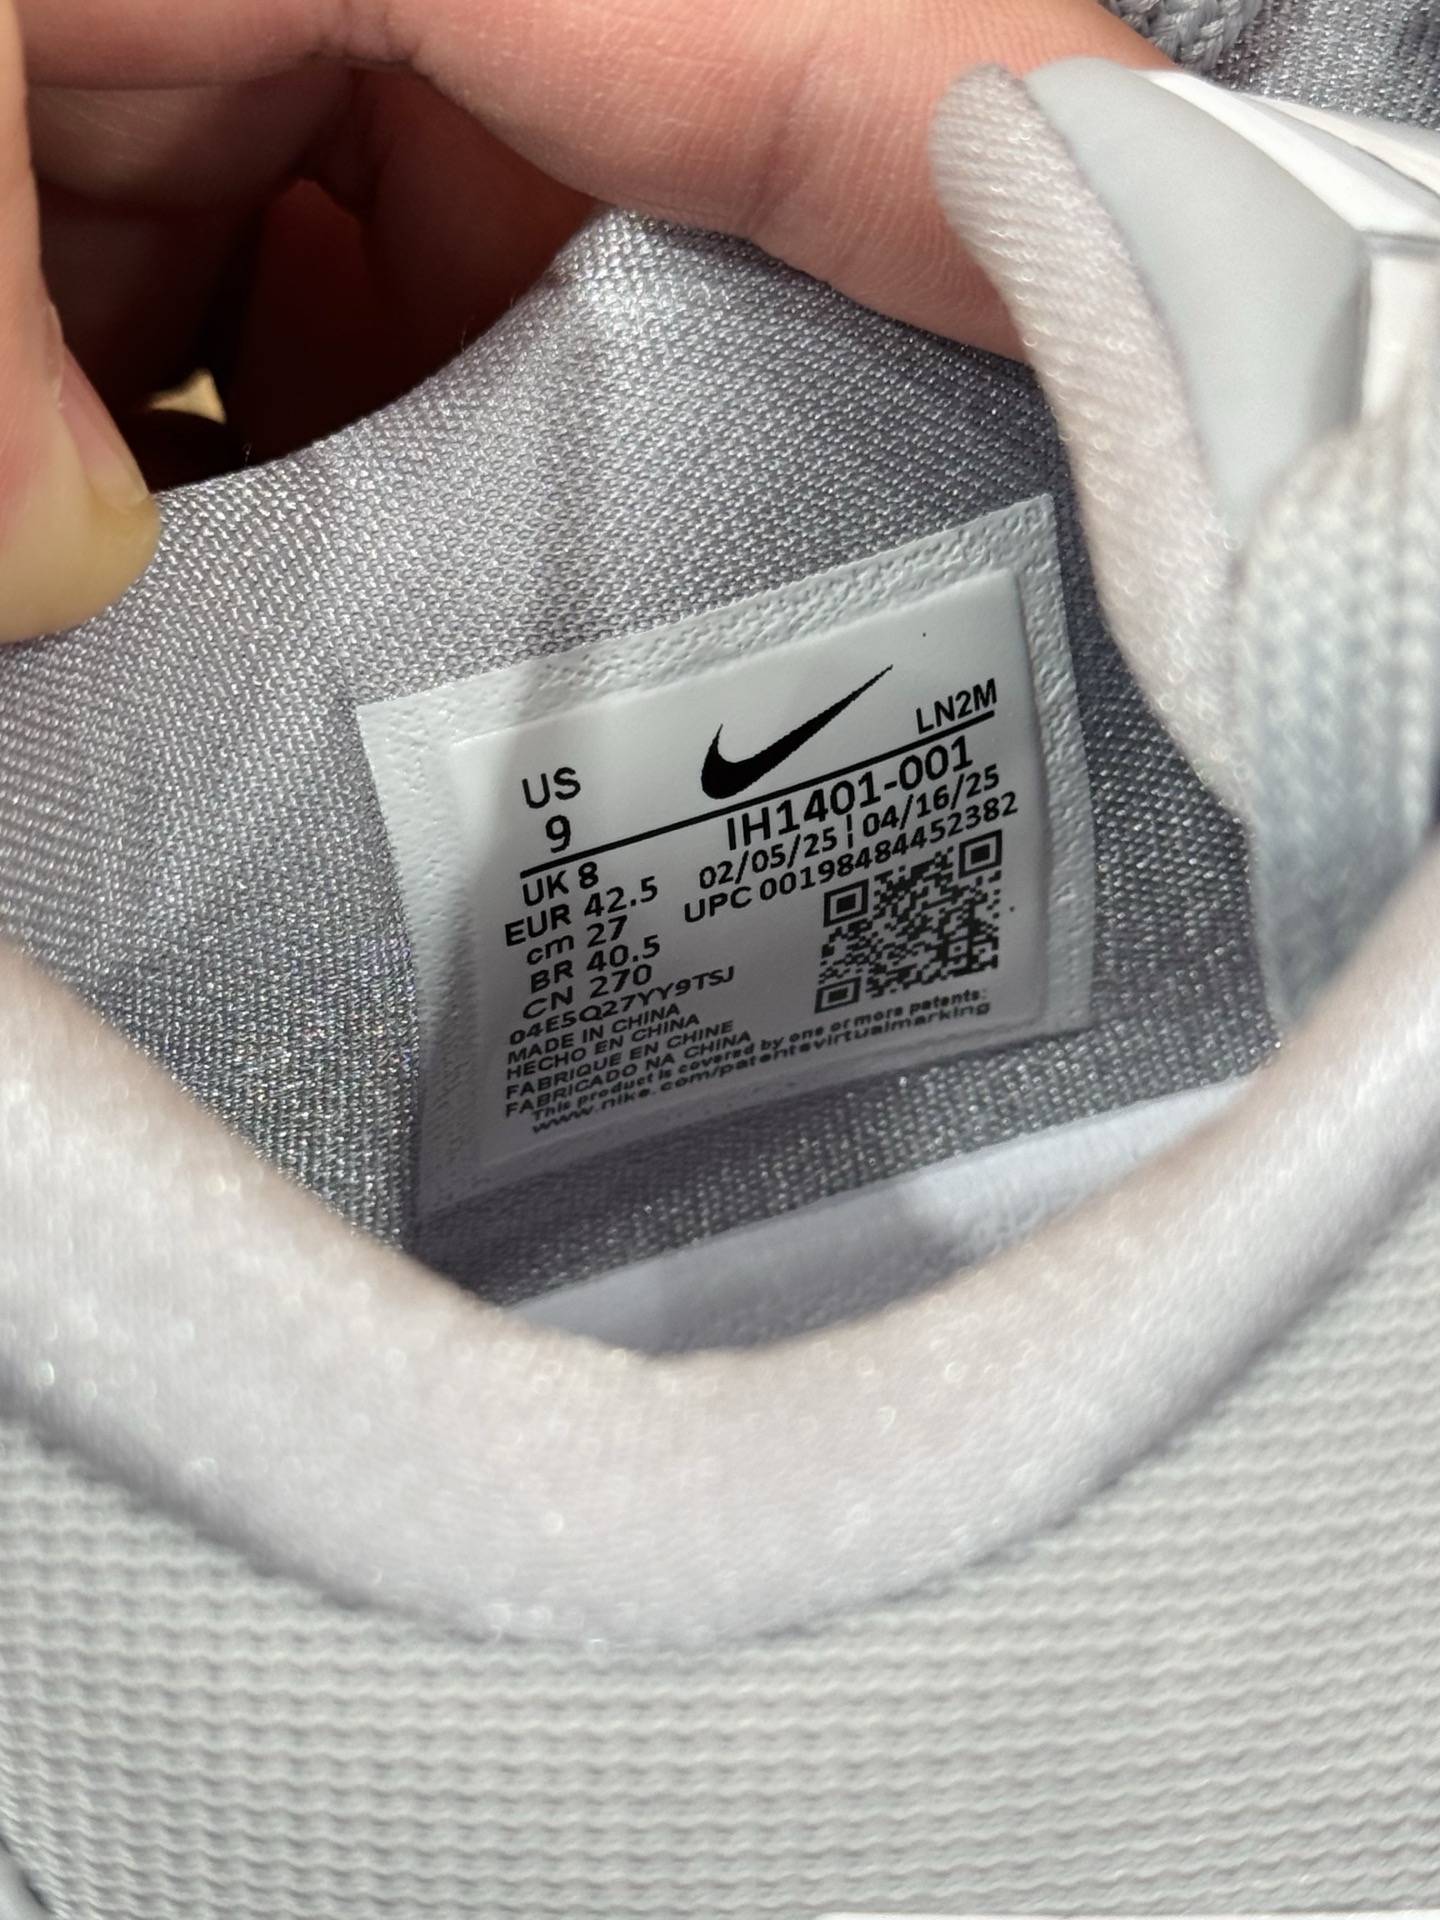 LN2M
US
9
IH1401-001
02/05/25 ¦ 04/16/25
UPC 00198484452382
UK 8
EUR 42.5
cm 27
BR 40.5
CN 270
04E5Q27YY9TSJ
MADE IN CHINA
HECHO EN CHINA
FABRIQUE EN CHINE
FABRICADO NA CHINA
This product is covered by one or more patents:
www.nike.com/patentsvirtualmarking